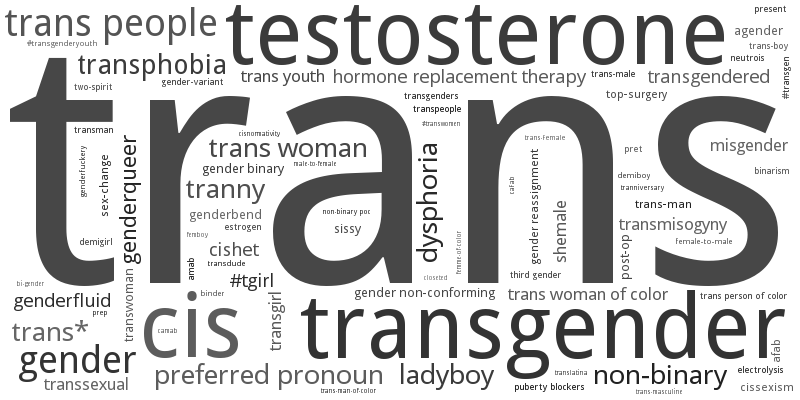 trans people
testosterone
present
#transgenderyouth
agender
trans-boy
transphobia
neutrois
#transgen
trans youth
hormone replacement therapy
trans-male
transgendered
gender-variant
two-spirit
trans
transgenders
top-surgery
transpeople
#transwomen
transman
cisnormativity
trans-Female
misgender
trans woman
genderqueer
genderfuckery
sex-change
dysphoria
gender reassignment
pret
male-to-female
gender binary
binarism
demiboy
tranny
cafab
tranniversary
trans-man
genderbend
non-binary poc
shemale
estrogen
sissy
transmisogyny
femboy
femme-of-color
demigirl
cishet
post-op
female-to-male
transdude
amab
third gender
closeted
#tgirl
bi-gender
transwoman
genderfluid
binder
transgirl
gender non-conforming
trans woman of color
trans person of color
prep
cis
transgender
trans*
camab
afab
gender
preferred pronoun
ladyboy
translatina
non-binary
electrolysis
transsexual
trans-man-of-color
puberty blockers
trans-masculine
cissexism